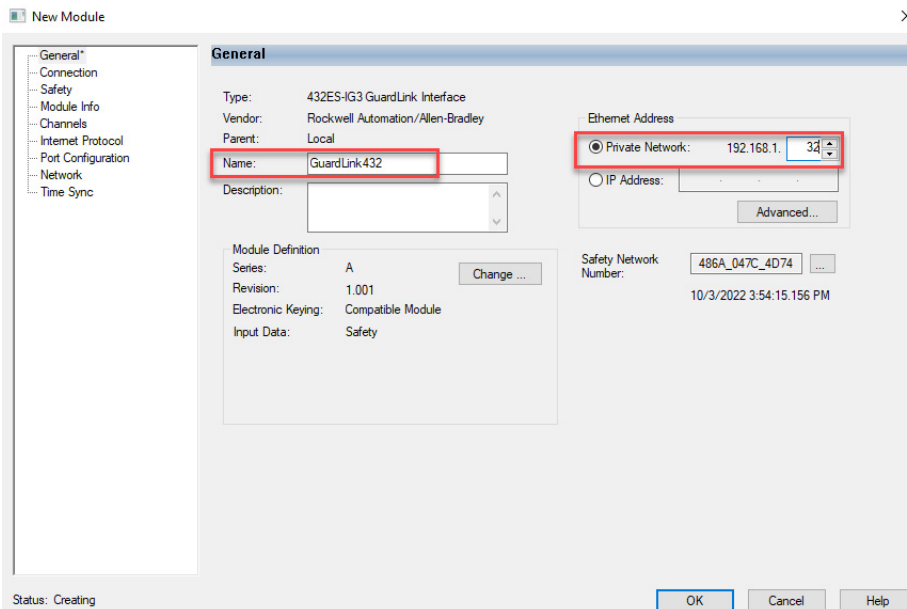 New Module
General*
Connection
Safety
Module Info
Channels
Internet Protocol
Port Configuration
Network
Time Sync
General
Type: 432ES-IG3 GuardLink Interface
Vendor: Rockwell Automation/Allen-Bradley
Parent: Local
Name: GuardLink432
Description:
Ethernet Address
Private Network: 192.168.1. 32
IP Address: . . .
Advanced...
Module Definition
Series: A
Change ...
Revision: 1.001
Electronic Keying: Compatible Module
Input Data: Safety
Safety Network
Number: 486A_047C_4D74 ...
10/3/2022 3:54:15.156 PM
Status: Creating
OK Cancel Help